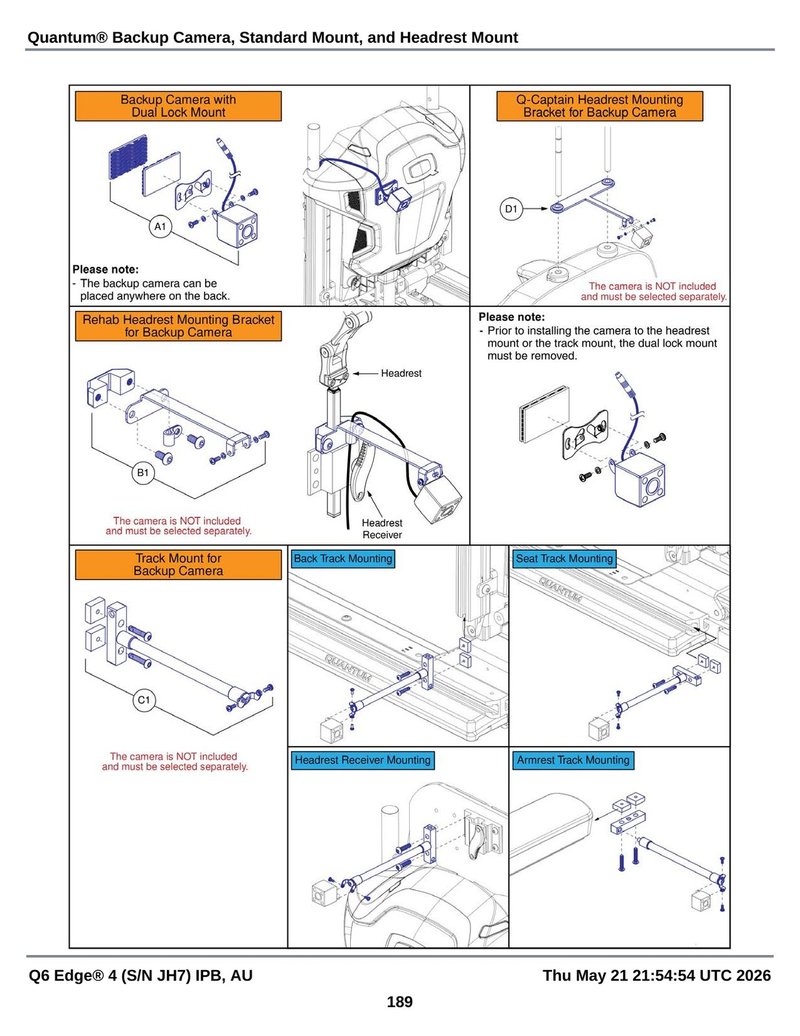 Quantum® Backup Camera, Standard Mount, and Headrest Mount
Backup Camera with
Dual Lock Mount
A1
Please note:
- The backup camera can be
placed anywhere on the back.
Q-Captain Headrest Mounting
Bracket for Backup Camera
D1
The camera is NOT included
and must be selected separately.
Rehab Headrest Mounting Bracket
for Backup Camera
B1
The camera is NOT included
and must be selected separately.
Headrest
Headrest
Receiver
Please note:
- Prior to installing the camera to the headrest
mount or the track mount, the dual lock mount
must be removed.
Track Mount for
Backup Camera
C1
The camera is NOT included
and must be selected separately.
Back Track Mounting
QUANTUM
Seat Track Mounting
QUANTUM
Headrest Receiver Mounting
Armrest Track Mounting
Q6 Edge® 4 (S/N JH7) IPB, AU
Thu May 21 21:54:54 UTC 2026
189